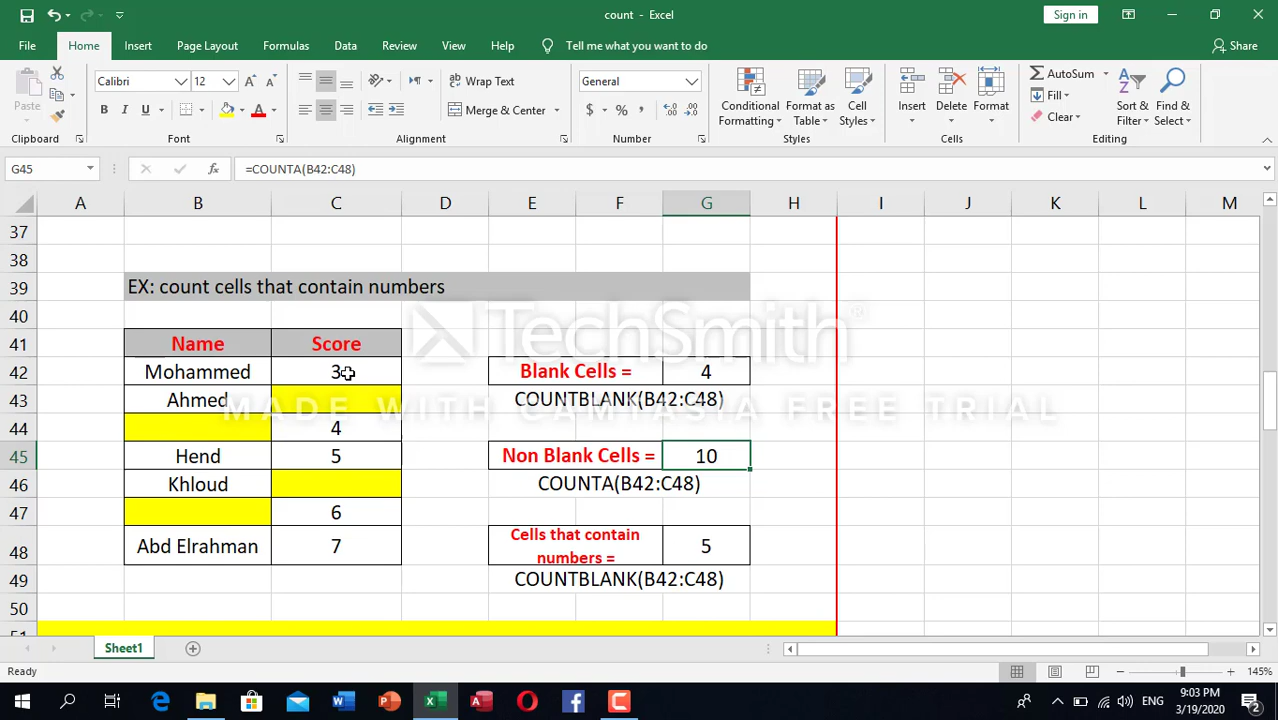 count - Excel
Sign in
File Home Insert Page Layout Formulas Data Review View Help Tell me what you want to do Share
Calibri 12 Wrap Text General AutoSum
Paste B I U Merge & Center $ % , Conditional Formatting Format as Table Cell Styles Insert Delete Format Fill Clear Sort & Filter Find & Select
Clipboard Font Alignment Number Styles Cells Editing
G45 fx =COUNTA(B42:C48)
A B C D E F G H I J K L M
37
38
39 EX: count cells that contain numbers
40
TechSmith®
41 Name Score
42 Mohammed 3 Blank Cells = 4
43 Ahmed COUNTBLANK(B42:C48)
MADE WITH CAMTASIA FREE TRIAL
44 4
45 Hend 5 Non Blank Cells = 10
46 Khloud COUNTA(B42:C48)
47 6
48 Abd Elrahman 7 Cells that contain numbers = 5
49 COUNTBLANK(B42:C48)
50
51
Sheet1
Ready 145%
ENG 9:03 PM
3/19/2020 2